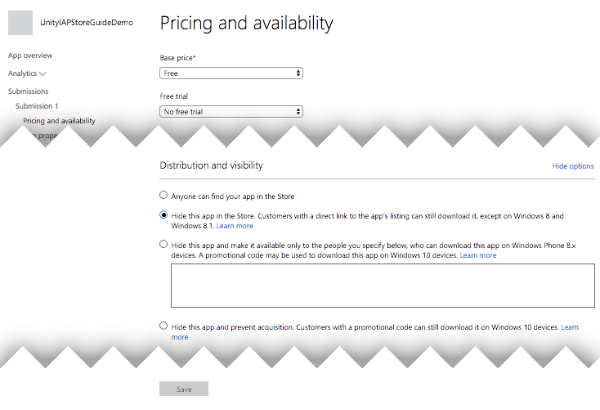 UnityIAPStoreGuideDemo
Pricing and availability
App overview
Analytics
Submissions
Submission 1
Pricing and availability
Base price*
Free
Free trial
No free trial
Distribution and visibility
Hide options
Anyone can find your app in the Store
Hide this app in the Store. Customers with a direct link to the app's listing can still download it, except on Windows 8 and
Windows 8.1. Learn more
Hide this app and make it available only to the people you specify below, who can download this app on Windows Phone 8.x
devices. A promotional code may be used to download this app on Windows 10 devices. Learn more
Hide this app and prevent acquisition. Customers with a promotional code can still download it on Windows 10 devices. Learn
more
Save